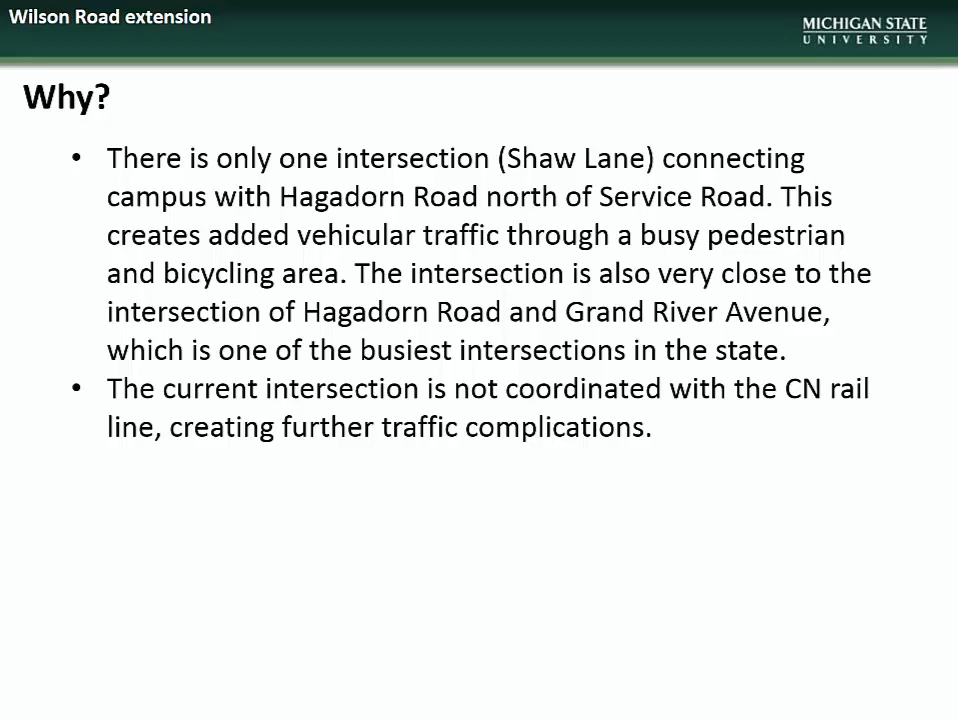 Wilson Road extension
MICHIGAN STATE
UNIVERSITY
Why?
• There is only one intersection (Shaw Lane) connecting
campus with Hagadorn Road north of Service Road. This
creates added vehicular traffic through a busy pedestrian
and bicycling area. The intersection is also very close to the
intersection of Hagadorn Road and Grand River Avenue,
which is one of the busiest intersections in the state.
• The current intersection is not coordinated with the CN rail
line, creating further traffic complications.